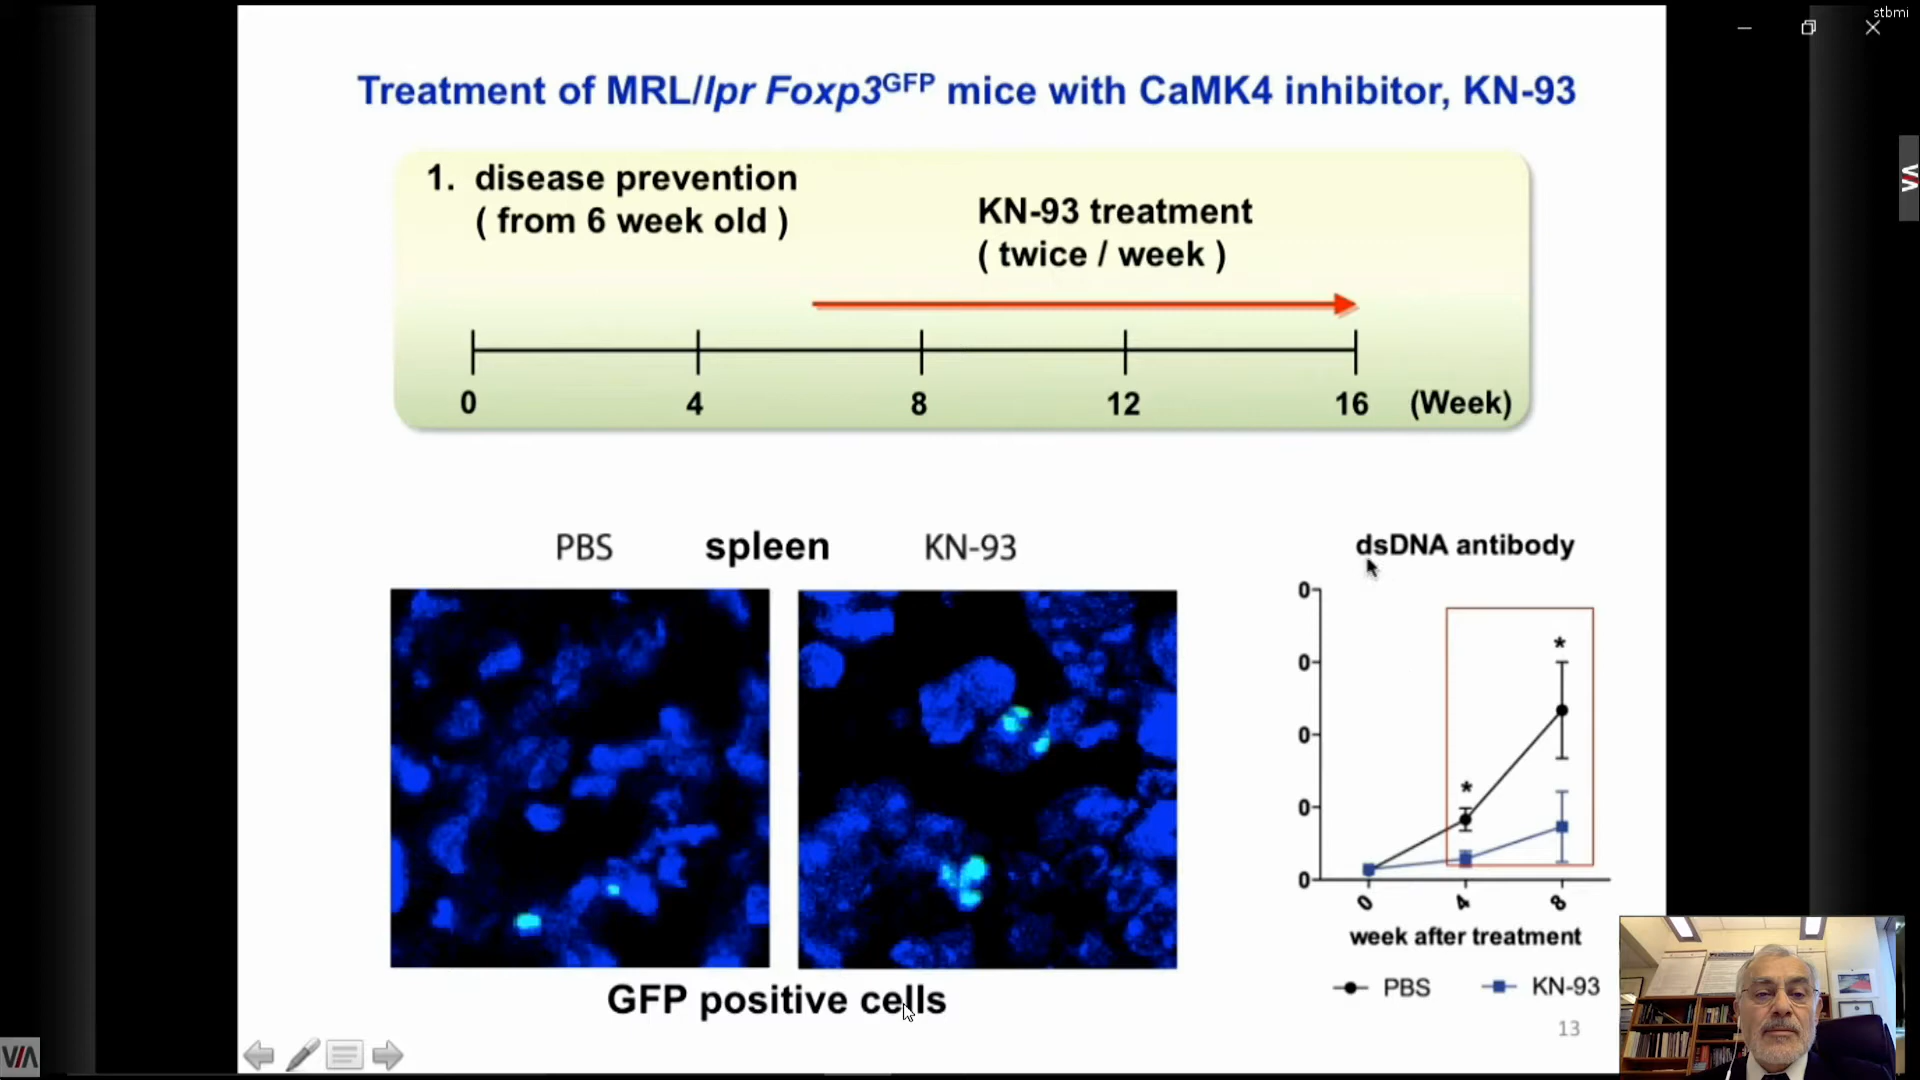 stbmi
Treatment of MRL/lpr Foxp3GFP mice with CaMK4 inhibitor, KN-93
1. disease prevention
( from 6 week old )
KN-93 treatment
( twice / week )
0 4 8 12 16 (Week)
PBS spleen KN-93
GFP positive cells
dsDNA antibody
0
0
0
0
0
*
*
0 4 8
week after treatment
PBS KN-93
13
VIA